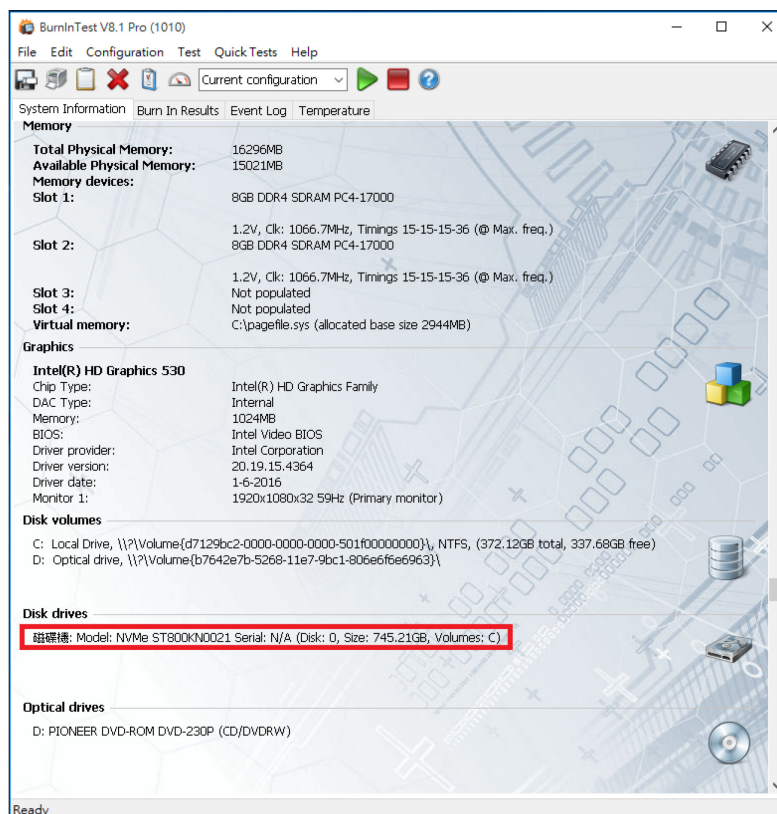 BurnInTest V8.1 Pro (1010)
File Edit Configuration Test Quick Tests Help
Current configuration
System Information Burn In Results Event Log Temperature
Memory
Total Physical Memory: 16296MB
Available Physical Memory: 15021MB
Memory devices:
Slot 1: 8GB DDR4 SDRAM PC4-17000
1.2V, Clk: 1066.7MHz, Timings 15-15-15-36 (@ Max. freq.)
Slot 2: 8GB DDR4 SDRAM PC4-17000
1.2V, Clk: 1066.7MHz, Timings 15-15-15-36 (@ Max. freq.)
Slot 3: Not populated
Slot 4: Not populated
Virtual memory: C:\pagefile.sys (allocated base size 2944MB)
Graphics
Intel(R) HD Graphics 530
Chip Type: Intel(R) HD Graphics Family
DAC Type: Internal
Memory: 1024MB
BIOS: Intel Video BIOS
Driver provider: Intel Corporation
Driver version: 20.19.15.4364
Driver date: 1-6-2016
Monitor 1: 1920x1080x32 59Hz (Primary monitor)
Disk volumes
C: Local Drive, \\?\Volume{d7129bc2-0000-0000-0000-501f00000000}\, NTFS, (372.12GB total, 337.68GB free)
D: Optical drive, \\?\Volume{b7642e7b-5268-11e7-9bc1-806e6f6e6963}\
Disk drives
磁碟機: Model: NVMe ST800KN0021 Serial: N/A (Disk: 0, Size: 745.21GB, Volumes: C)
Optical drives
D: PIONEER DVD-ROM DVD-230P (CD/DVDRW)
Ready